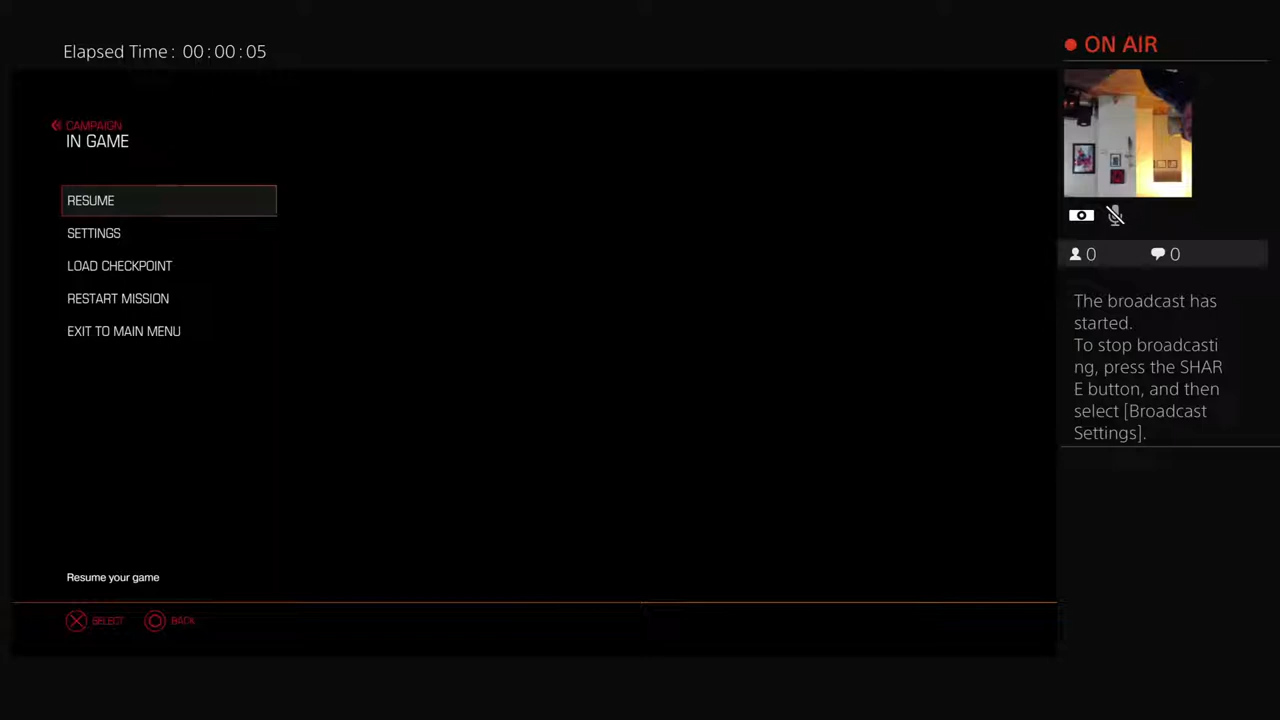 Elapsed Time: 00:00:05
ON AIR
CAMPAIGN
IN GAME
RESUME
SETTINGS
LOAD CHECKPOINT
RESTART MISSION
EXIT TO MAIN MENU
Resume your game
SELECT BACK
0 0
The broadcast has
started.
To stop broadcasti
ng, press the SHAR
E button, and then
select [Broadcast
Settings].